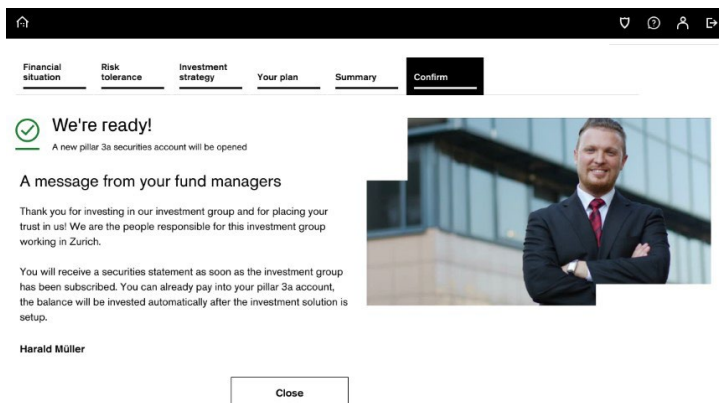 Financial situation
Risk tolerance
Investment strategy
Your plan
Summary
Confirm
We're ready!
A new pillar 3a securities account will be opened
A message from your fund managers
Thank you for investing in our investment group and for placing your
trust in us! We are the people responsible for this investment group
working in Zurich.
You will receive a securities statement as soon as the investment group
has been subscribed. You can already pay into your pillar 3a account,
the balance will be invested automatically after the investment solution is
setup.
Harald Müller
Close